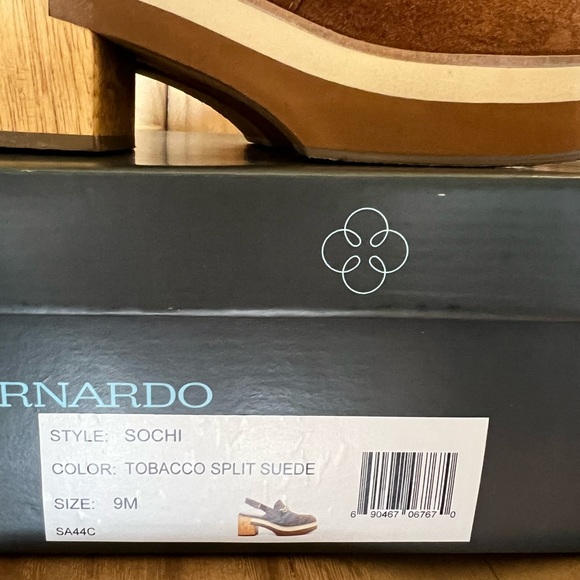 RNARDO
STYLE: SOCHI
COLOR: TOBACCO SPLIT SUEDE
SIZE: 9M
SA44C
6 90467 06767 0